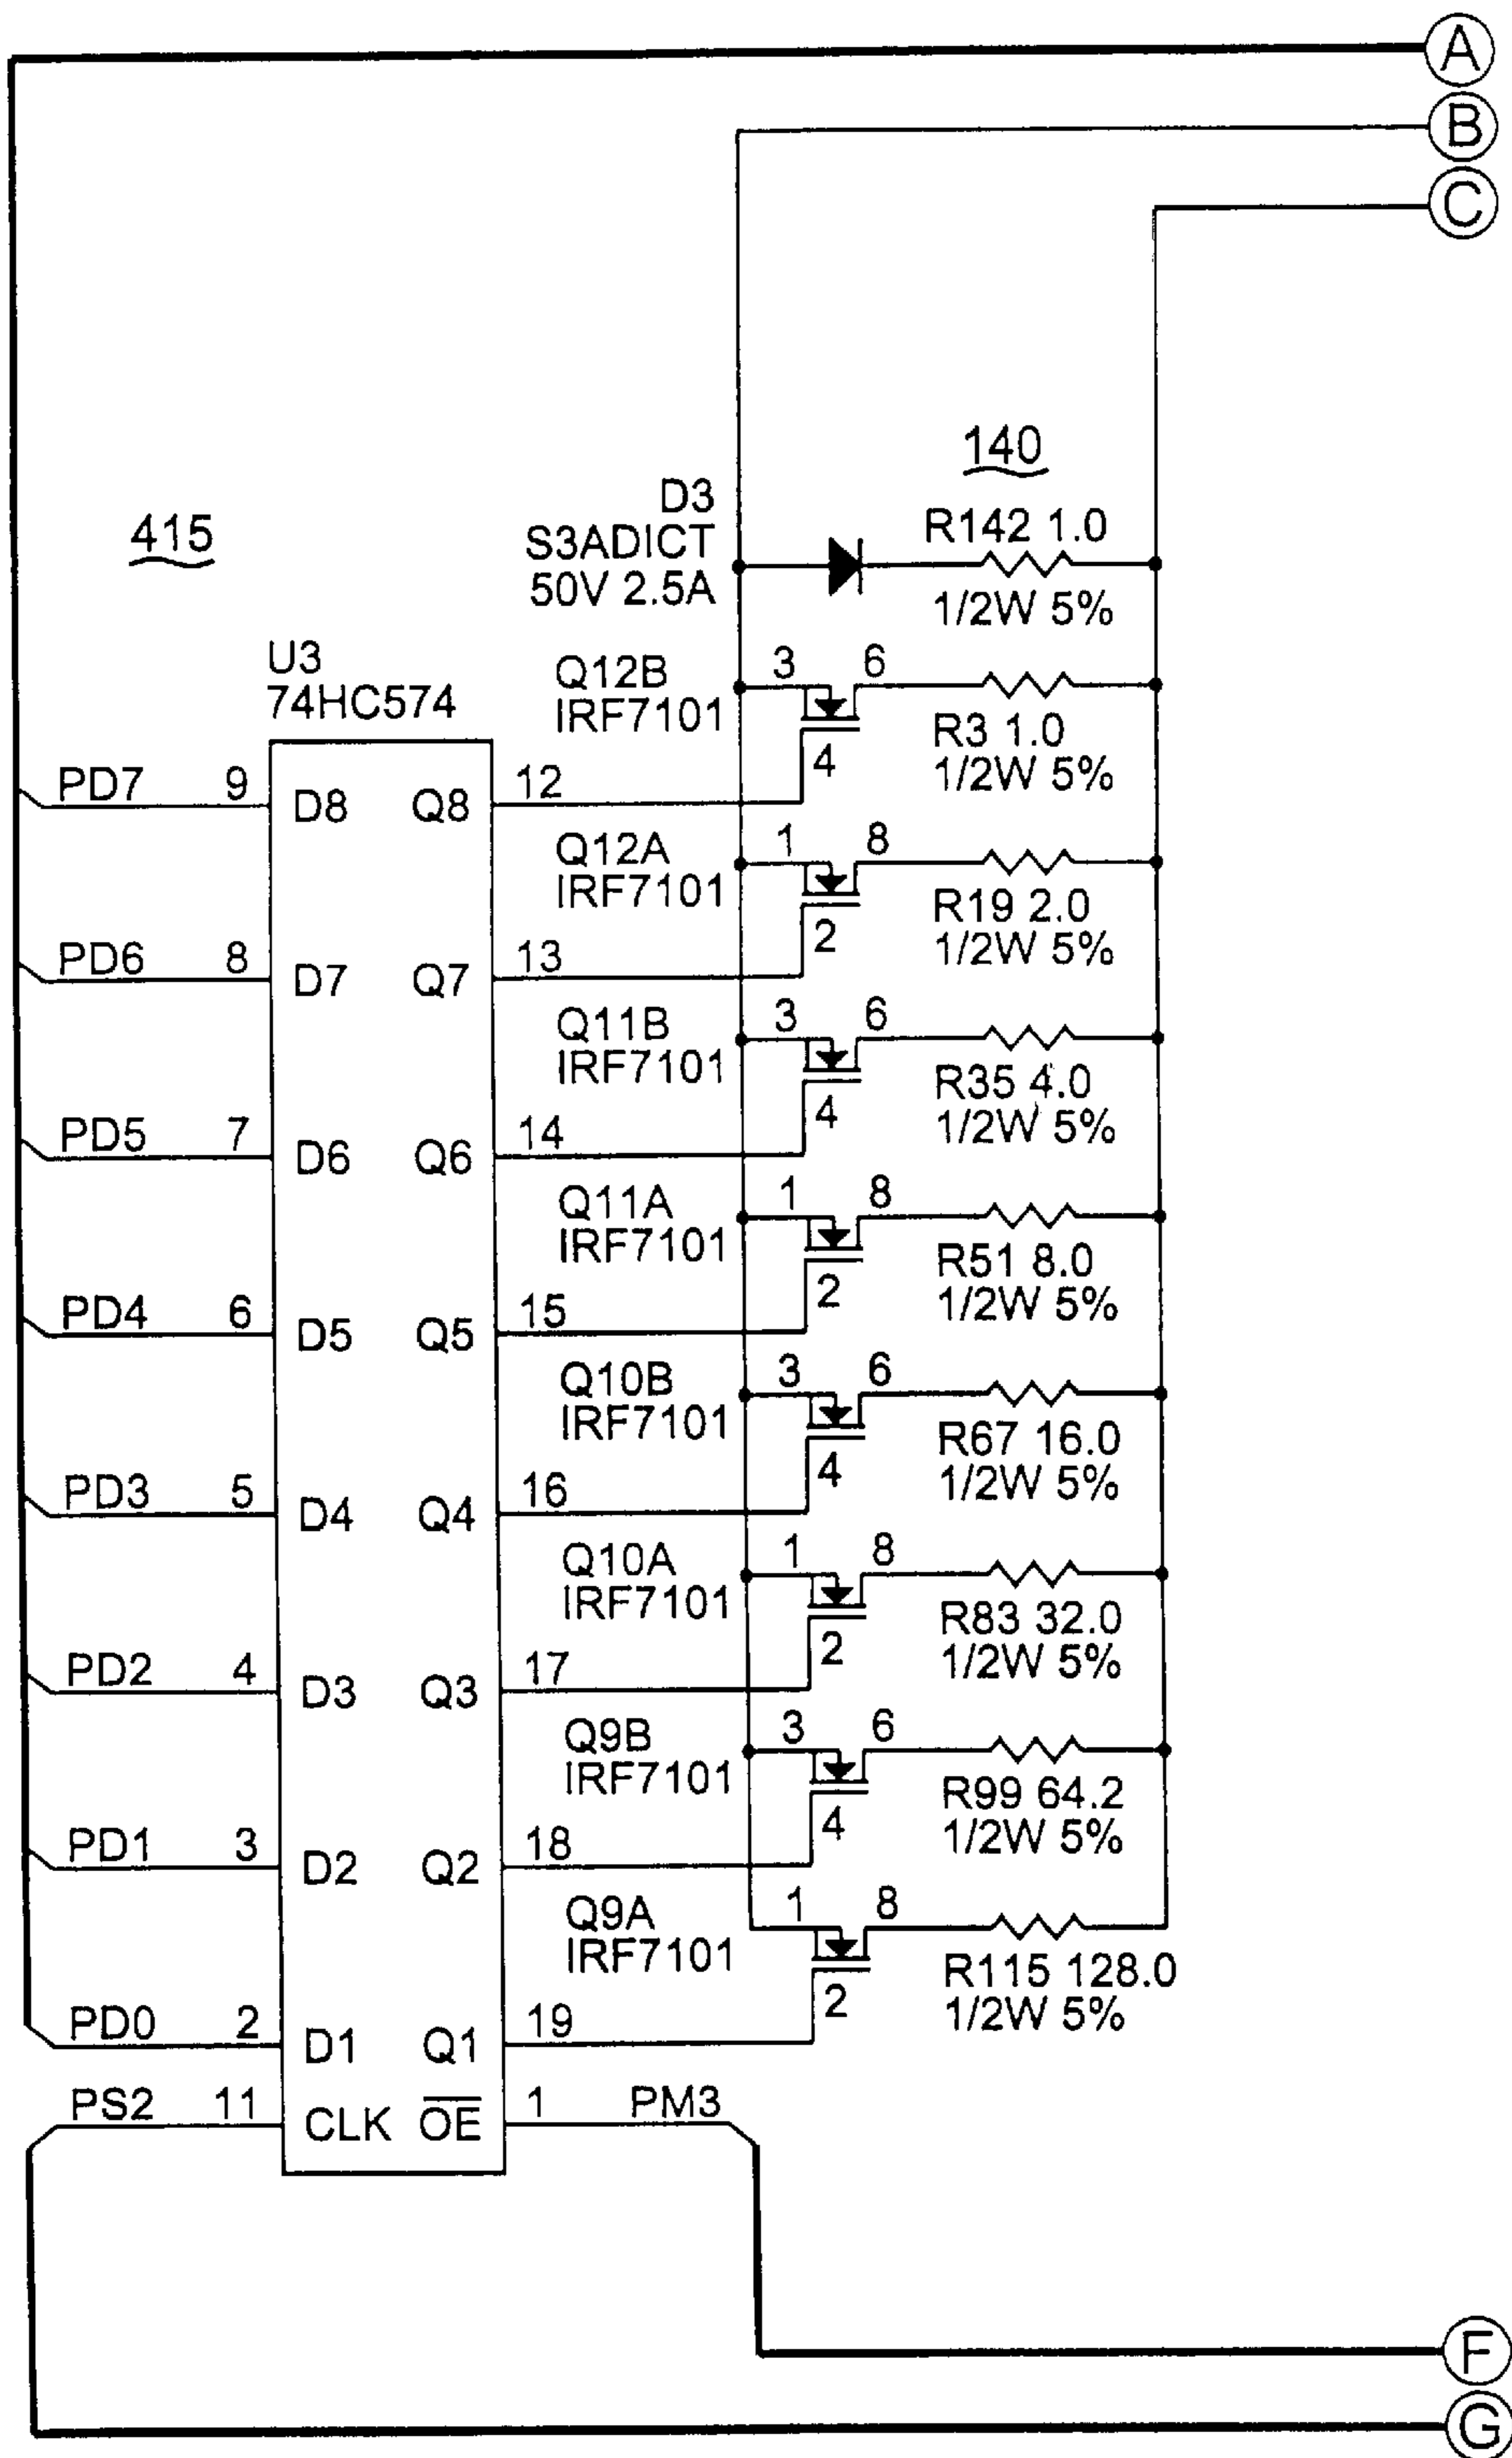 A
B
C
140
D3
S3ADICT
50V 2.5A
R142 1.0
1/2W 5%
415
U3
74HC574
Q12B
IRF7101
3
6
4
R3 1.0
1/2W 5%
PD7
9
D8
Q8
12
Q12A
IRF7101
1
8
2
R19 2.0
1/2W 5%
PD6
8
D7
Q7
13
Q11B
IRF7101
3
6
4
R35 4.0
1/2W 5%
PD5
7
D6
Q6
14
Q11A
IRF7101
1
8
2
R51 8.0
1/2W 5%
PD4
6
D5
Q5
15
Q10B
IRF7101
3
6
4
R67 16.0
1/2W 5%
PD3
5
D4
Q4
16
Q10A
IRF7101
1
8
2
R83 32.0
1/2W 5%
PD2
4
D3
Q3
17
Q9B
IRF7101
3
6
4
R99 64.2
1/2W 5%
PD1
3
D2
Q2
18
Q9A
IRF7101
1
8
2
R115 128.0
1/2W 5%
PD0
2
D1
Q1
19
PS2
11
CLK
OE
1
PM3
F
G